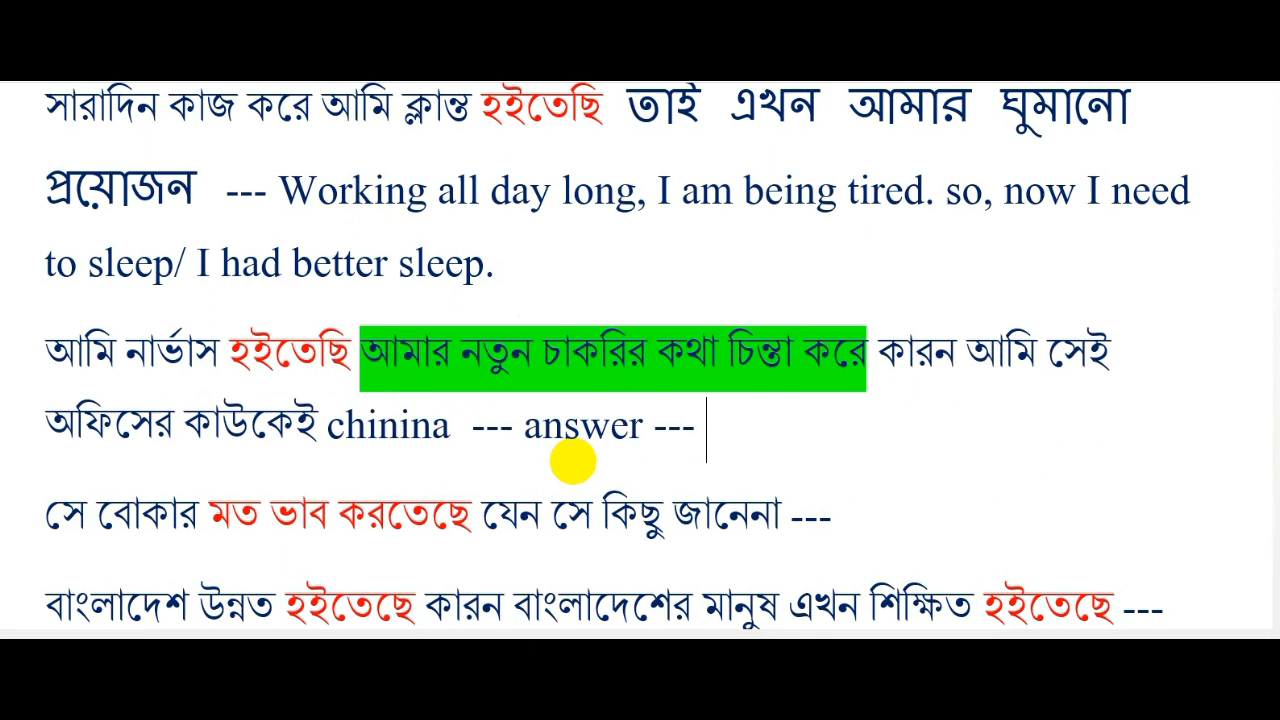 সারাদিন কাজ করে আমি ক্লান্ত হইতেছি তাই এখন আমার ঘুমানো
প্রয়োজন --- Working all day long, I am being tired. so, now I need
to sleep/ I had better sleep.
আমি নার্ভাস হইতেছি আমার নতুন চাকরির কথা চিন্তা করে কারন আমি সেই
অফিসের কাউকেই chinina --- answer ---
সে বোকার মত ভাব করতেছে যেন সে কিছু জানেনা ---
বাংলাদেশ উন্নত হইতেছে কারন বাংলাদেশের মানুষ এখন শিক্ষিত হইতেছে ---